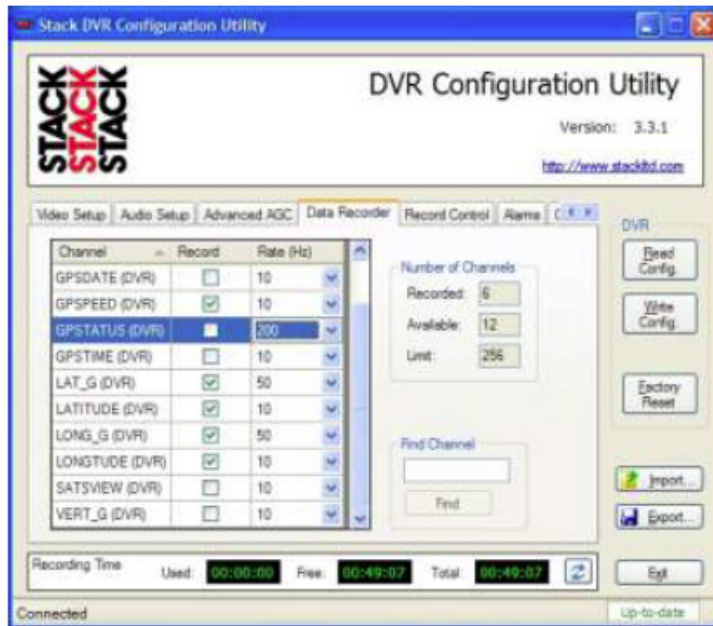 Stack DVR Configuration Utility
STACK
STACK
STACK
DVR Configuration Utility
Version: 3.3.1
http://www.stackltd.com
Video Setup Audio Setup Advanced AGC Data Recorder Record Control Alarms
DVR
Channel Record Rate (Hz)
GPSDATE (DVR) 10
GPSPEED (DVR) 10
GPSTATUS (DVR) 200
GPSTIME (DVR) 10
LAT_G (DVR) 50
LATITUDE (DVR) 10
LONG_G (DVR) 50
LONGTUDE (DVR) 10
SATSVIEW (DVR) 10
VERT_G (DVR) 10
Number of Channels
Recorded: 6
Available: 12
Limit: 256
Find Channel
Find
Read
Config.
Write
Config.
Factory
Reset
Import...
Export...
Recording Time Used: 00:00:00 Free: 00:49:07 Total: 00:49:07
Exit
Connected Up-to-date